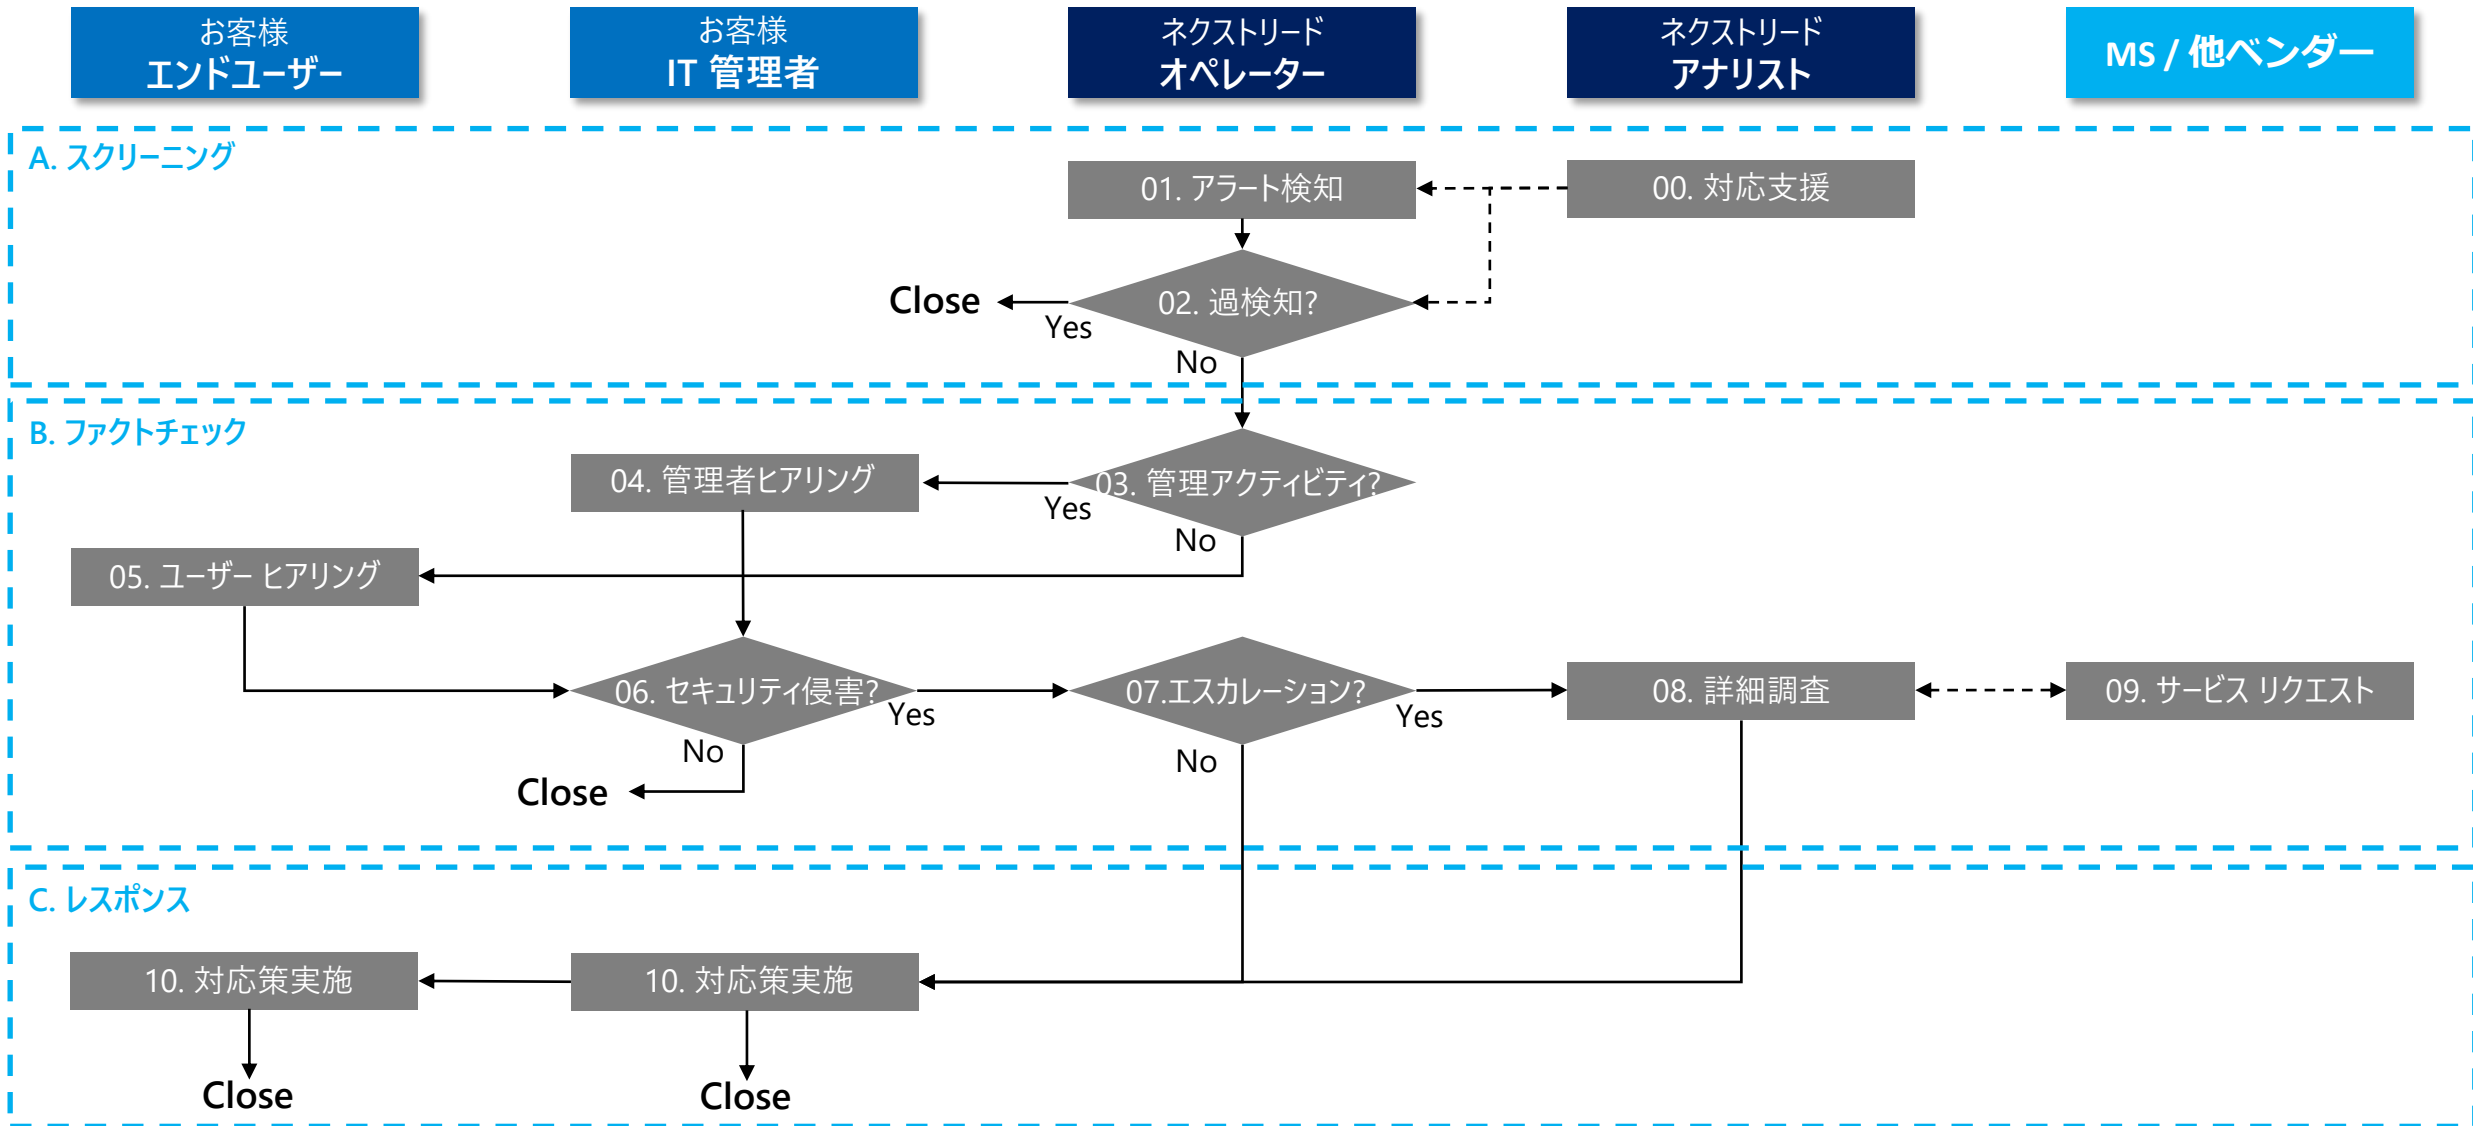 お客様
エンドユーザー
お客様
IT 管理者
ネクストリード
オペレーター
ネクストリード
アナリスト
MS / 他ベンダー
A. スクリーニング
01. アラート検知
00. 対応支援
Close
02. 過検知?
Yes
No
B. ファクトチェック
04. 管理者ヒアリング
03. 管理アクティビティ?
Yes
No
05. ユーザー ヒアリング
06. セキュリティ侵害?
Yes
07.エスカレーション?
Yes
08. 詳細調査
09. サービス リクエスト
No
No
Close
C. レスポンス
10. 対応策実施
10. 対応策実施
Close
Close